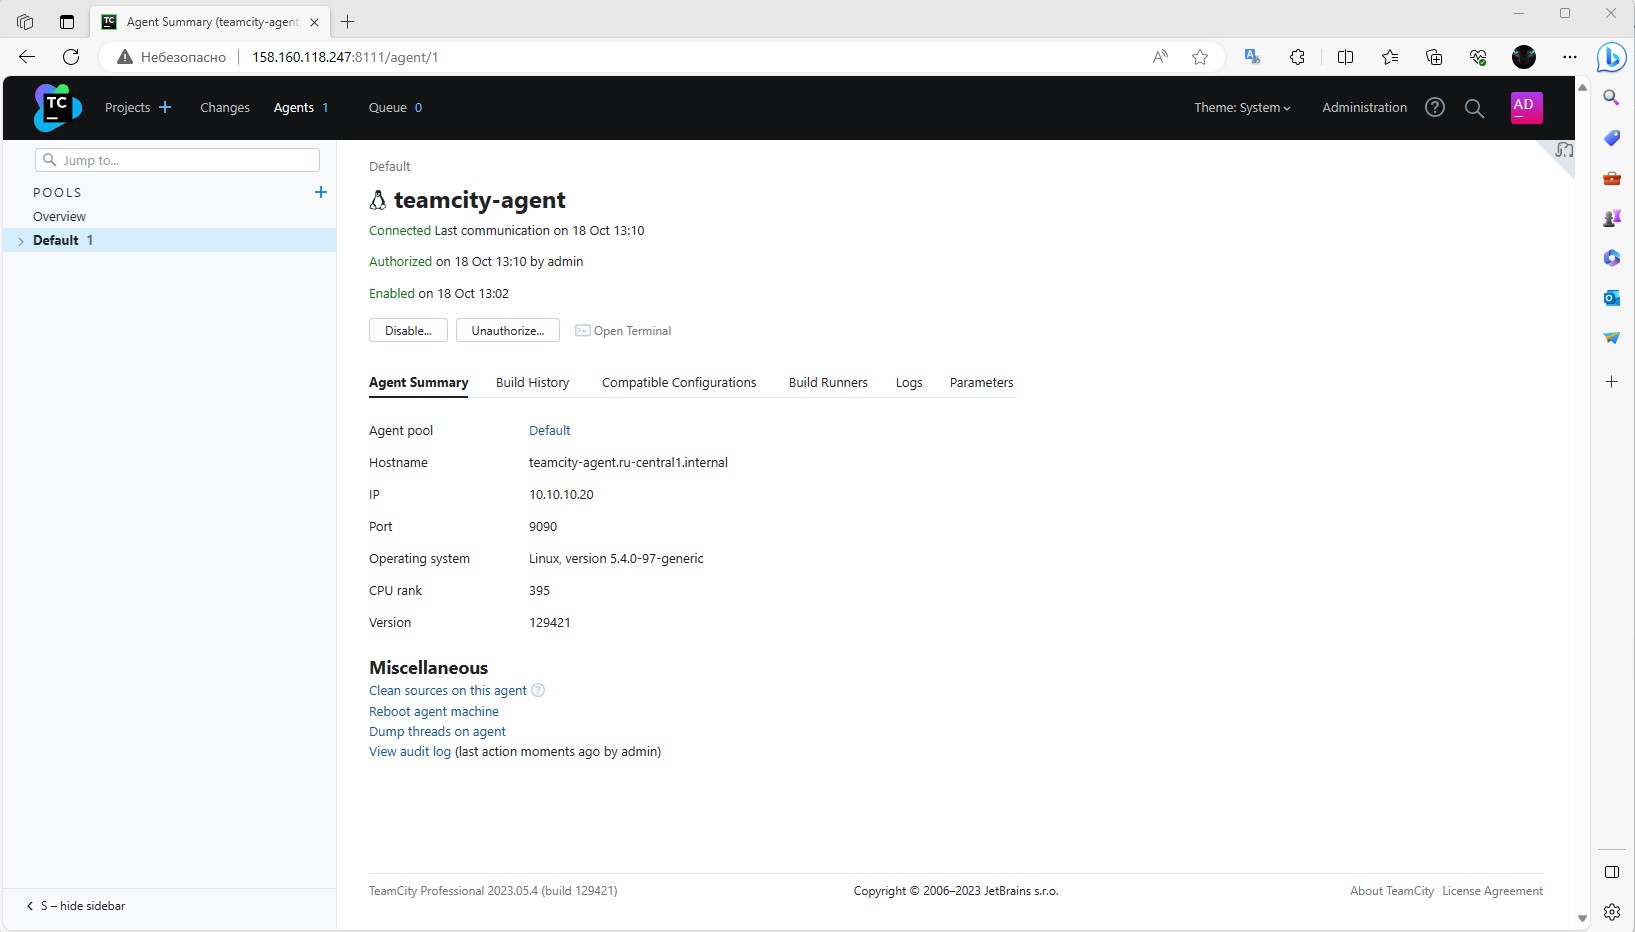 Agent Summary (teamcity-agent
Небезопасно
158.160.118.247:8111/agent/1
TC
Projects
Changes
Agents 1
Queue 0
Theme: System
Administration
AD
Jump to...
POOLS
Overview
Default 1
Default
teamcity-agent
Connected Last communication on 18 Oct 13:10
Authorized on 18 Oct 13:10 by admin
Enabled on 18 Oct 13:02
Disable...
Unauthorize...
Open Terminal
Agent Summary
Build History
Compatible Configurations
Build Runners
Logs
Parameters
Agent pool Default
Hostname teamcity-agent.ru-central1.internal
IP 10.10.10.20
Port 9090
Operating system Linux, version 5.4.0-97-generic
CPU rank 395
Version 129421
Miscellaneous
Clean sources on this agent
Reboot agent machine
Dump threads on agent
View audit log (last action moments ago by admin)
TeamCity Professional 2023.05.4 (build 129421)
Copyright © 2006–2023 JetBrains s.r.o.
About TeamCity
License Agreement
S – hide sidebar